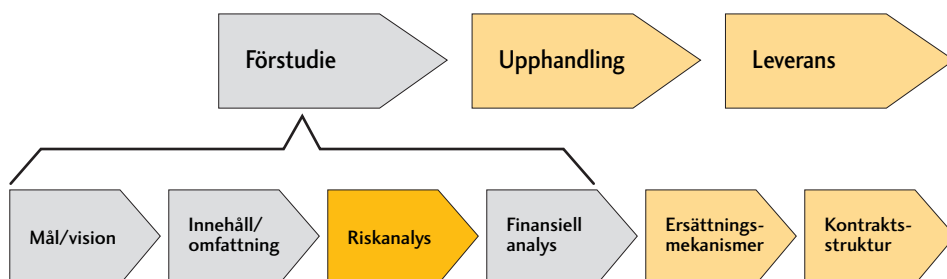 Förstudie
Upphandling
Leverans
Mål/vision
Innehåll/
omfattning
Riskanalys
Finansiell
analys
Ersättnings-
mekanismer
Kontrakts-
struktur